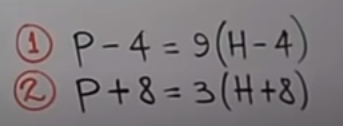 ① P-4=9(H-4)
② P+8=3(H+8)